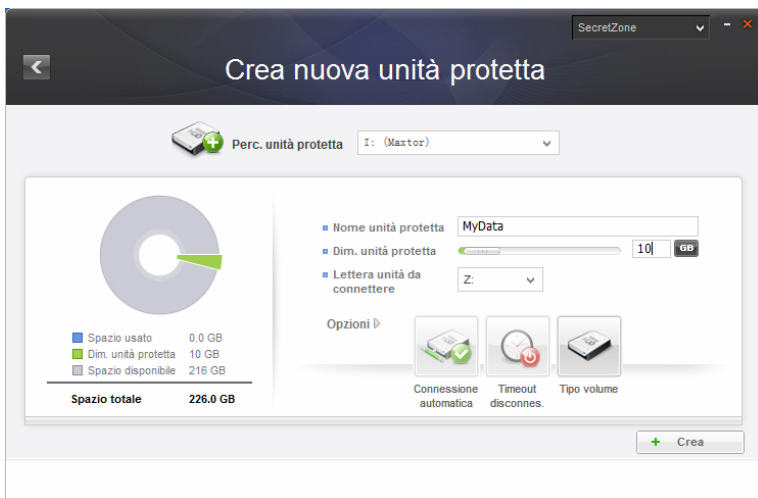 SecretZone
Crea nuova unità protetta
Perc. unità protetta I: (Maxtor)
Nome unità protetta MyData
Dim. unità protetta 10 GB
Lettera unità da
connettere Z:
Opzioni
Spazio usato 0.0 GB
Dim. unità protetta 10 GB
Spazio disponibile 216 GB
Spazio totale 226.0 GB
Connessione
automatica
Timeout
disconnes.
Tipo volume
+ Crea